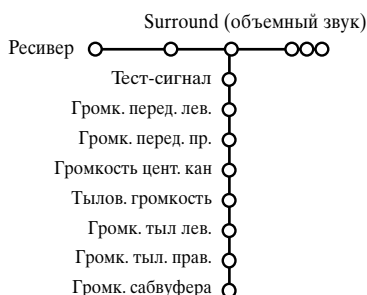 Surround (объемный звук)
Ресивер
Тест-сигнал
Громк. перед. лев.
Громк. перед. пр.
Громкость цент. кан
Тылов. громкость
Громк. тыл лев.
Громк. тыл. прав.
Громк. сабвуфера